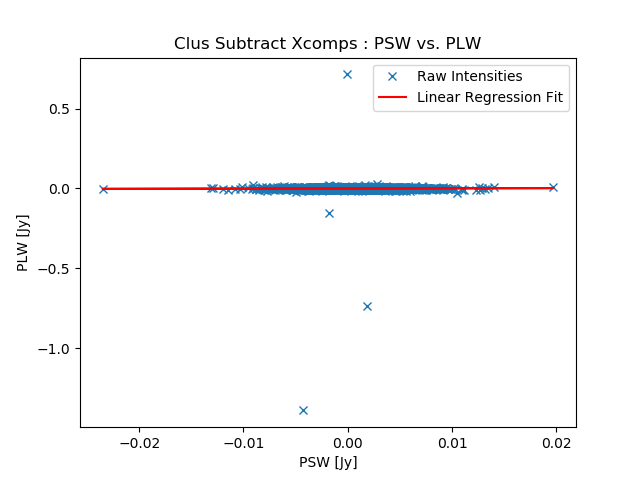 Clus Subtract Xcomps : PSW vs. PLW
Raw Intensities
Linear Regression Fit
0.5
0.0
−0.5
−1.0
PLW [Jy]
−0.02
−0.01
0.00
0.01
0.02
PSW [Jy]